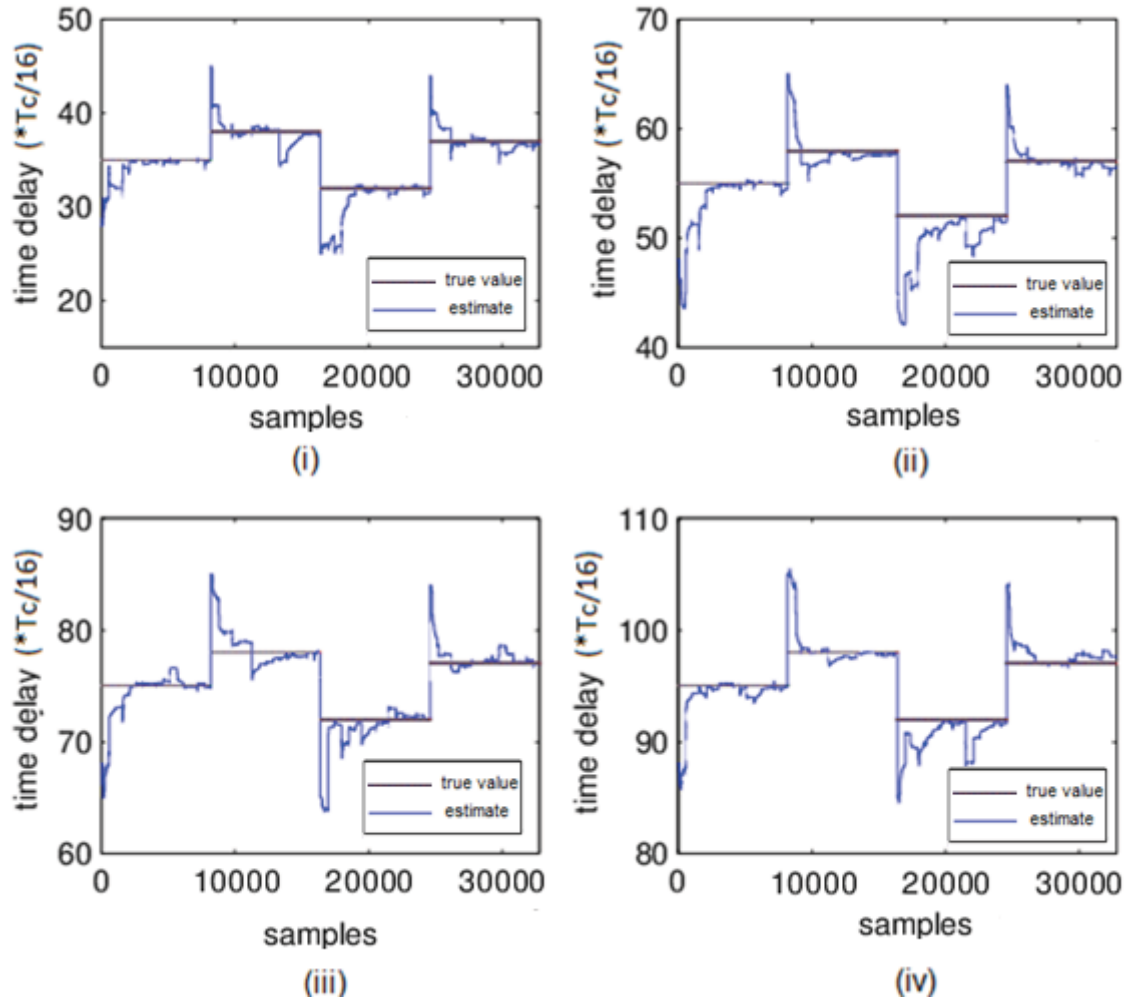 50
40
30
20
time delay (*Tc/16)
0
10000
20000
30000
samples
true value
estimate
(i)
70
60
50
40
time delay (*Tc/16)
0
10000
20000
30000
samples
true value
estimate
(ii)
90
80
70
60
time delay (*Tc/16)
0
10000
20000
30000
samples
true value
estimate
(iii)
110
100
90
80
time delay (*Tc/16)
0
10000
20000
30000
samples
true value
estimate
(iv)